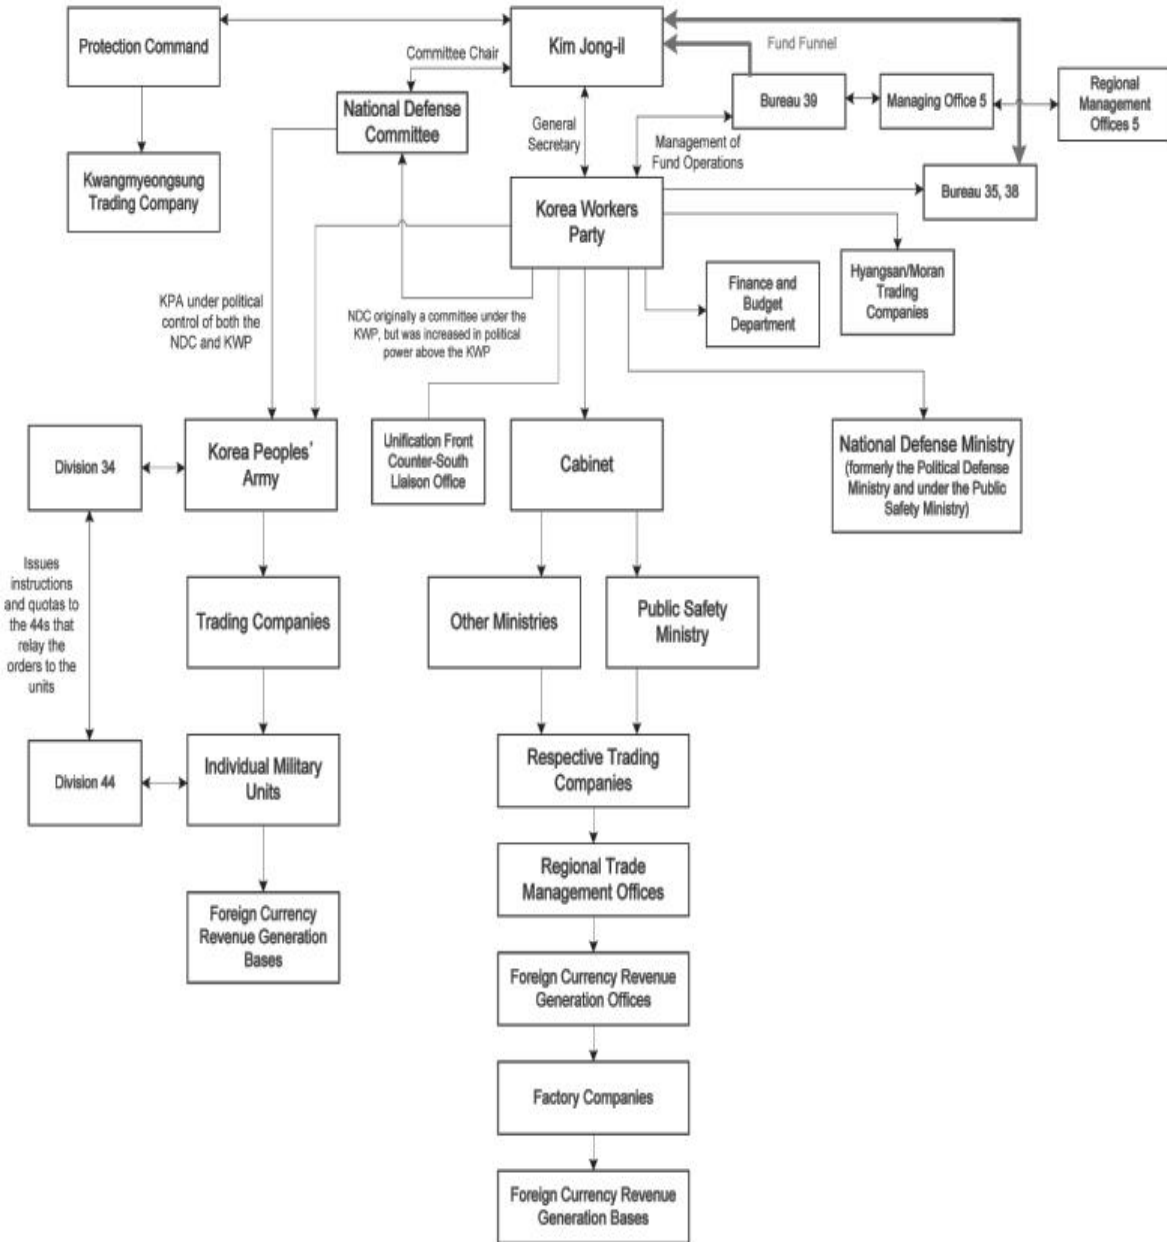 Protection Command
Kim Jong-il
Fund Funnel
Committee Chair
Bureau 39
Managing Office 5
Regional
Management
Offices 5
National Defense
Committee
General
Secretary
Management of
Fund Operations
Kwangmyeongsung
Trading Company
Korea Workers
Party
Bureau 35, 38
Hyangsan/Moran
Trading
Companies
Finance and
Budget
Department
KPA under political
control of both the
NDC and KWP
NDC originally a committee under the
KWP, but was increased in political
power above the KWP
Division 34
Korea Peoples'
Army
Unification Front
Counter-South
Liaison Office
Cabinet
National Defense Ministry
(formerly the Political Defense
Ministry and under the Public
Safety Ministry)
Issues
instructions
and quotas to
the 44s that
relay the
orders to the
units
Trading Companies
Other Ministries
Public Safety
Ministry
Division 44
Individual Military
Units
Respective Trading
Companies
Regional Trade
Management Offices
Foreign Currency
Revenue Generation
Bases
Foreign Currency Revenue
Generation Offices
Factory Companies
Foreign Currency Revenue
Generation Bases